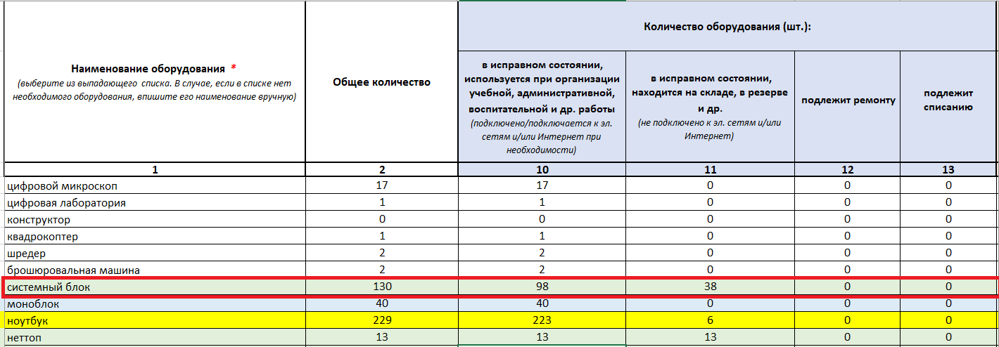 Количество оборудования (шт.):
Наименование оборудования *
(выберите из выпадающего списка. В случае, если в списке нет
необходимого оборудования, впишите его наименование вручную)
Общее количество
в исправном состоянии,
используется при организации
учебной, административной,
воспитательной и др. работы
(подключено/подключается к эл.
сетям и/или Интернет при
необходимости)
в исправном состоянии,
находится на складе, в резерве
и др.
(не подключено к эл. сетям и/или
Интернет)
подлежит ремонту
подлежит
списанию
1 2 10 11 12 13
цифровой микроскоп 17 17 0 0 0
цифровая лаборатория 1 1 0 0 0
конструктор 0 0 0 0 0
квадрокоптер 1 1 0 0 0
шредер 2 2 0 0 0
брошюровальная машина 2 2 0 0 0
системный блок 130 98 38 0 0
моноблок 40 40 0 0 0
ноутбук 229 223 6 0 0
неттоп 13 13 13 0 0